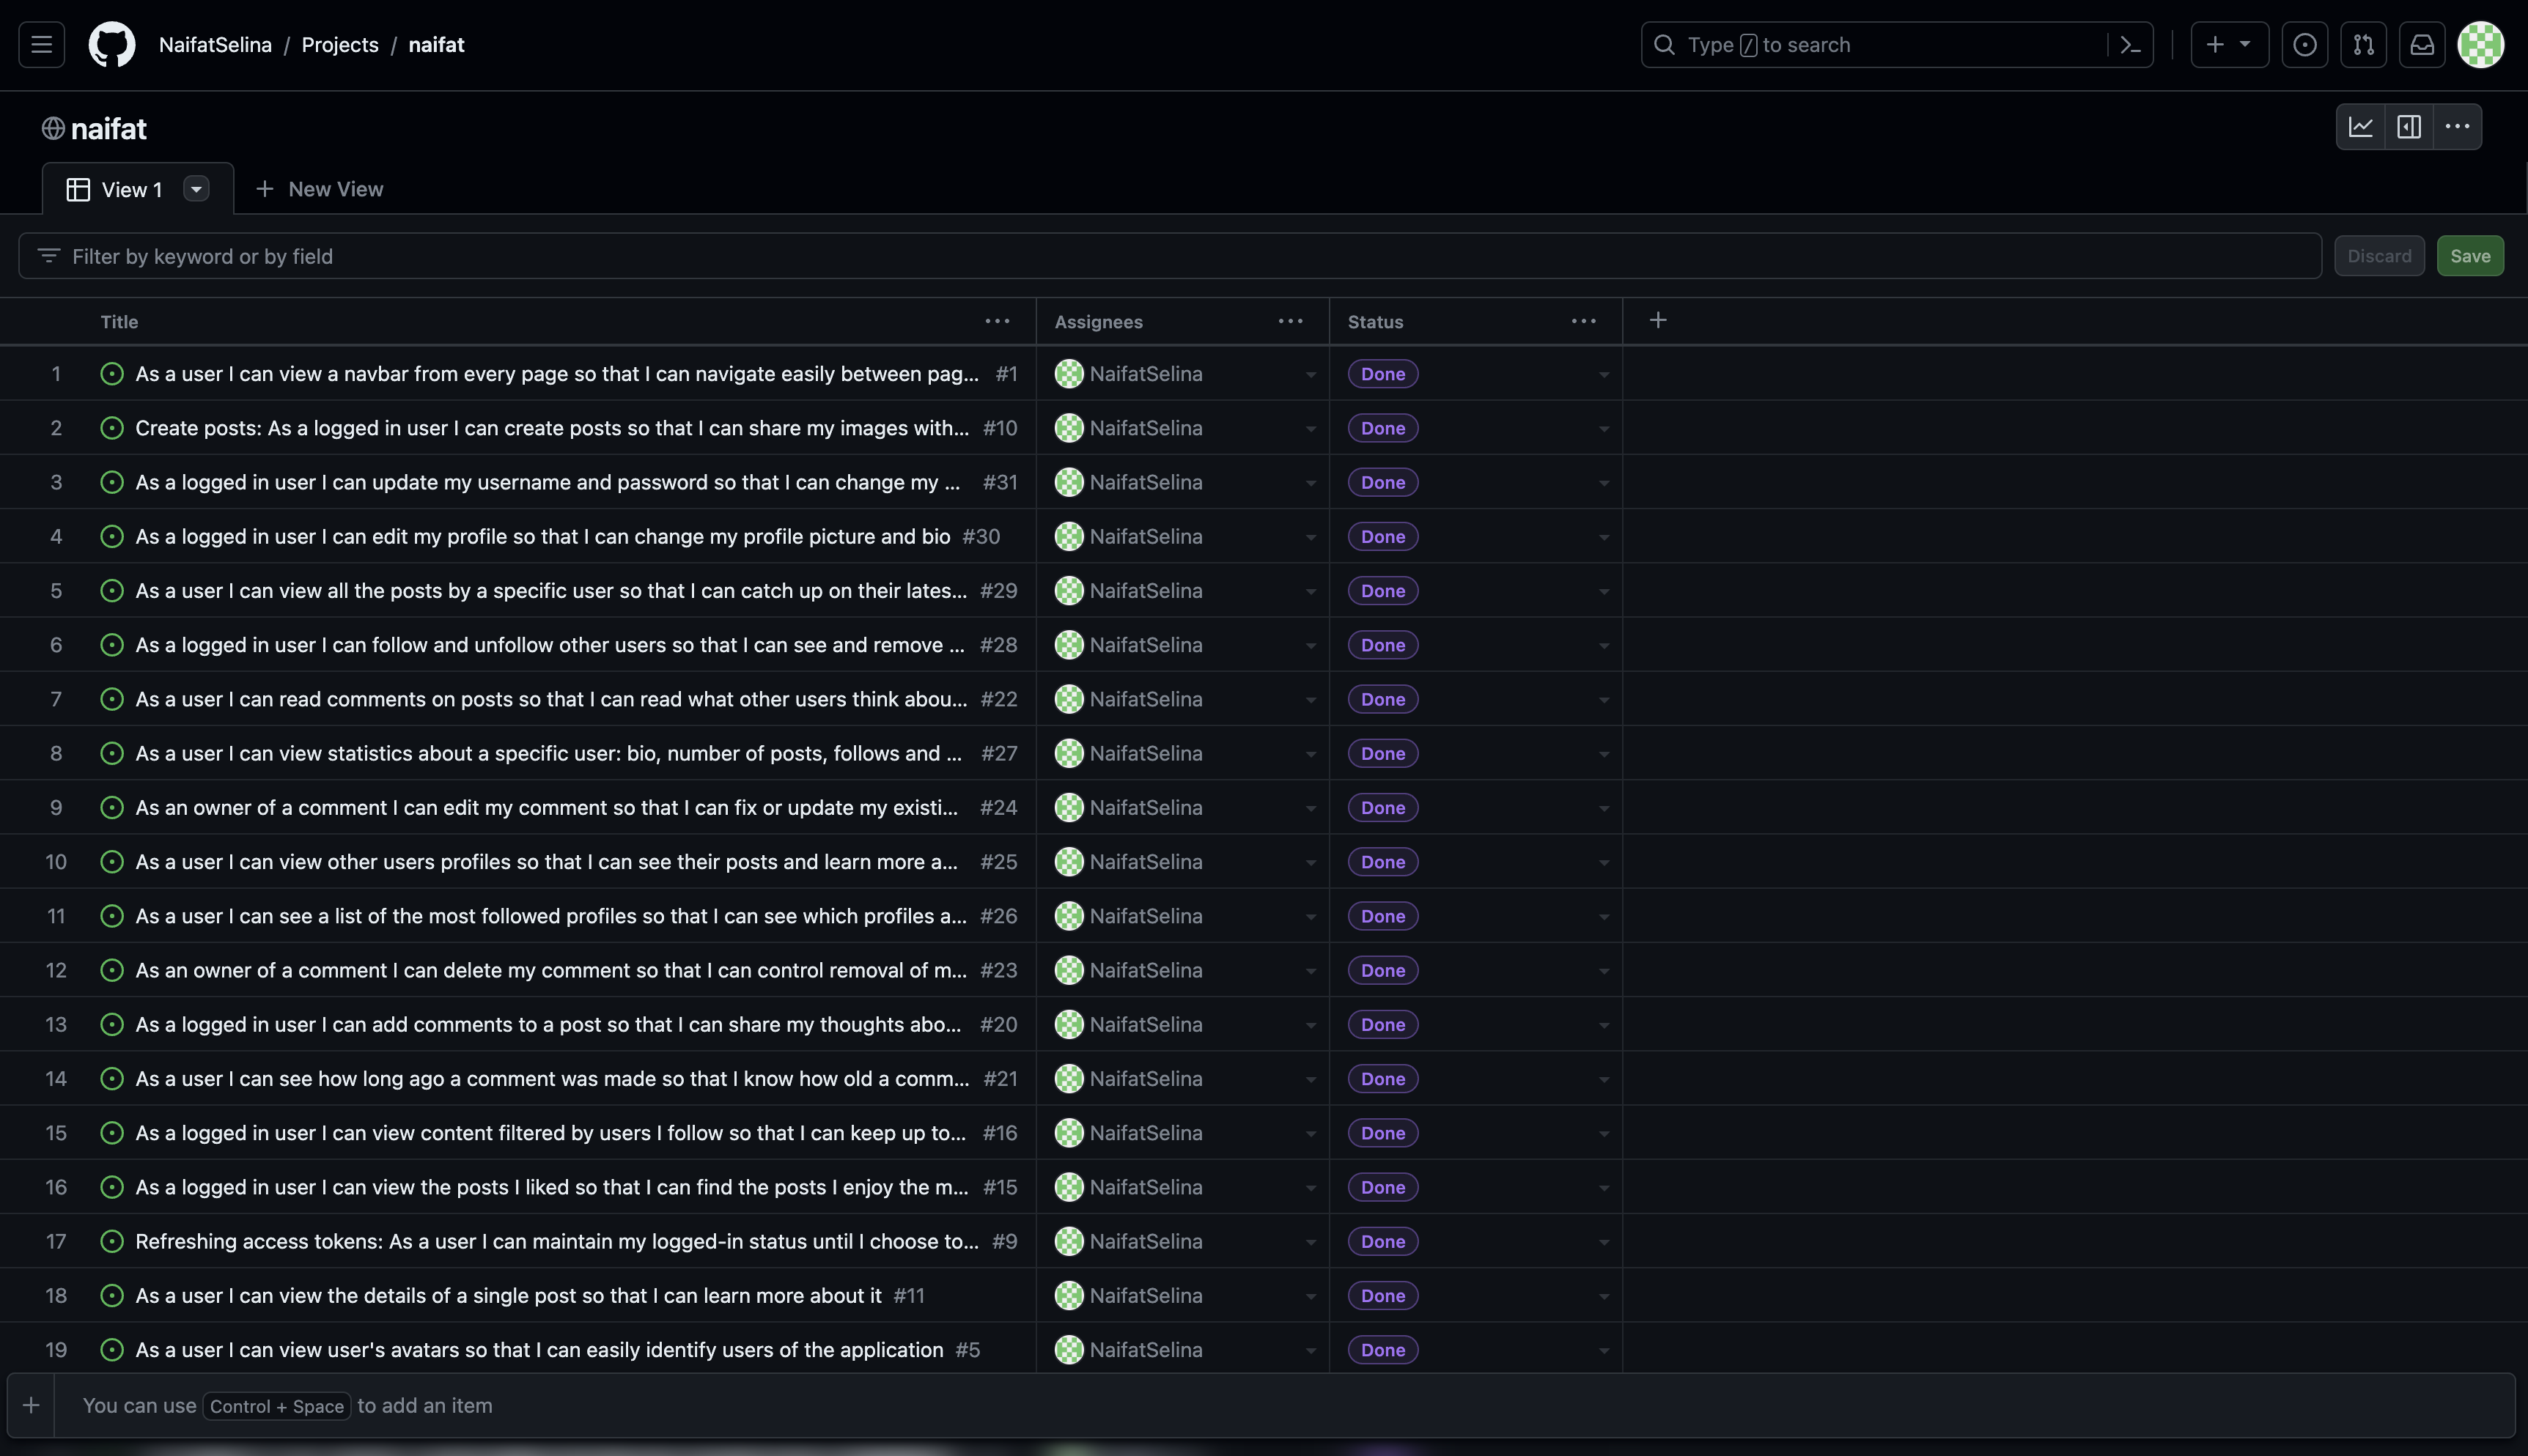 NaifatSelina / Projects / naifat
Type / to search
naifat
View 1
New View
Filter by keyword or by field
Discard
Save
Title
Assignees
Status
1 As a user I can view a navbar from every page so that I can navigate easily between pag... #1 NaifatSelina Done
2 Create posts: As a logged in user I can create posts so that I can share my images with... #10 NaifatSelina Done
3 As a logged in user I can update my username and password so that I can change my ... #31 NaifatSelina Done
4 As a logged in user I can edit my profile so that I can change my profile picture and bio #30 NaifatSelina Done
5 As a user I can view all the posts by a specific user so that I can catch up on their lates... #29 NaifatSelina Done
6 As a logged in user I can follow and unfollow other users so that I can see and remove ... #28 NaifatSelina Done
7 As a user I can read comments on posts so that I can read what other users think abou... #22 NaifatSelina Done
8 As a user I can view statistics about a specific user: bio, number of posts, follows and ... #27 NaifatSelina Done
9 As an owner of a comment I can edit my comment so that I can fix or update my existi... #24 NaifatSelina Done
10 As a user I can view other users profiles so that I can see their posts and learn more a... #25 NaifatSelina Done
11 As a user I can see a list of the most followed profiles so that I can see which profiles a... #26 NaifatSelina Done
12 As an owner of a comment I can delete my comment so that I can control removal of m... #23 NaifatSelina Done
13 As a logged in user I can add comments to a post so that I can share my thoughts abo... #20 NaifatSelina Done
14 As a user I can see how long ago a comment was made so that I know how old a comm... #21 NaifatSelina Done
15 As a logged in user I can view content filtered by users I follow so that I can keep up to... #16 NaifatSelina Done
16 As a logged in user I can view the posts I liked so that I can find the posts I enjoy the m... #15 NaifatSelina Done
17 Refreshing access tokens: As a user I can maintain my logged-in status until I choose to... #9 NaifatSelina Done
18 As a user I can view the details of a single post so that I can learn more about it #11 NaifatSelina Done
19 As a user I can view user's avatars so that I can easily identify users of the application #5 NaifatSelina Done
You can use Control + Space to add an item